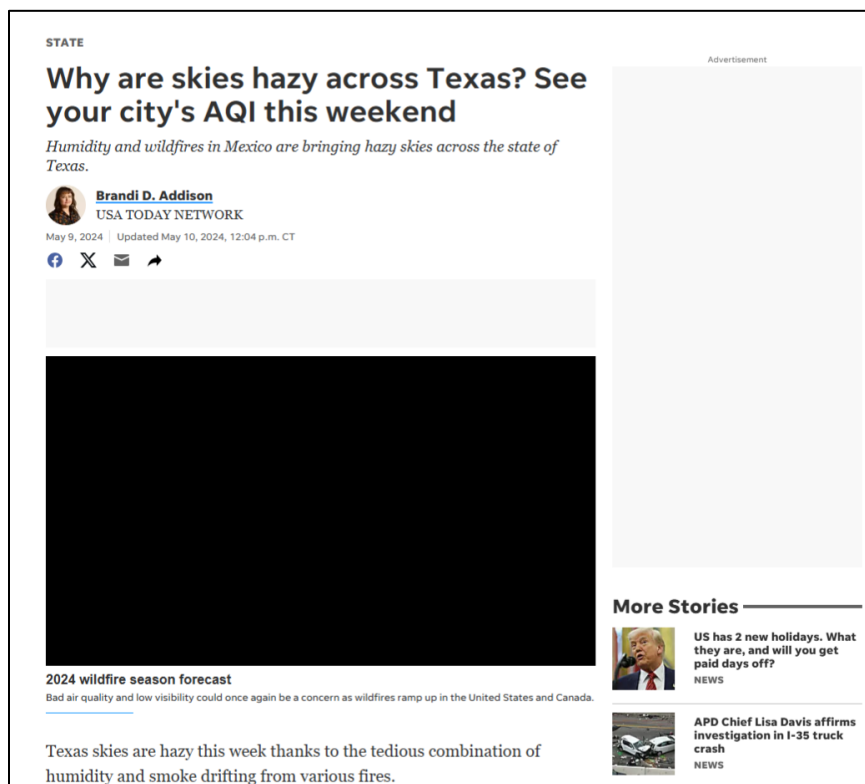 STATE
Why are skies hazy across Texas? See
your city's AQI this weekend
Humidity and wildfires in Mexico are bringing hazy skies across the state of
Texas.
Brandi D. Addison
USA TODAY NETWORK
May 9, 2024 | Updated May 10, 2024, 12:04 p.m. CT
2024 wildfire season forecast
Bad air quality and low visibility could once again be a concern as wildfires ramp up in the United States and Canada.
Texas skies are hazy this week thanks to the tedious combination of
humidity and smoke drifting from various fires.
Advertisement
More Stories
US has 2 new holidays. What
they are, and will you get
paid days off?
NEWS
APD Chief Lisa Davis affirms
investigation in I-35 truck
crash
NEWS